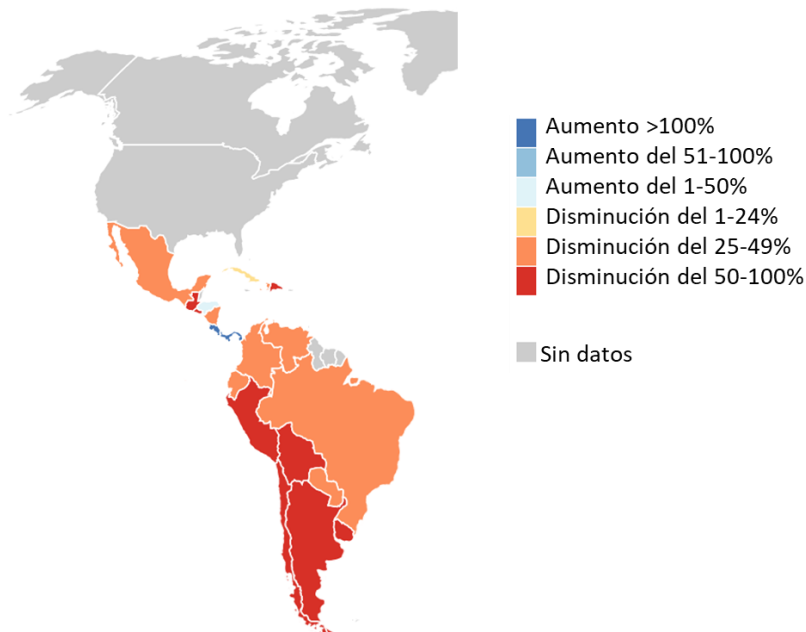 Aumento >100%
Aumento del 51-100%
Aumento del 1-50%
Disminución del 1-24%
Disminución del 25-49%
Disminución del 50-100%
Sin datos